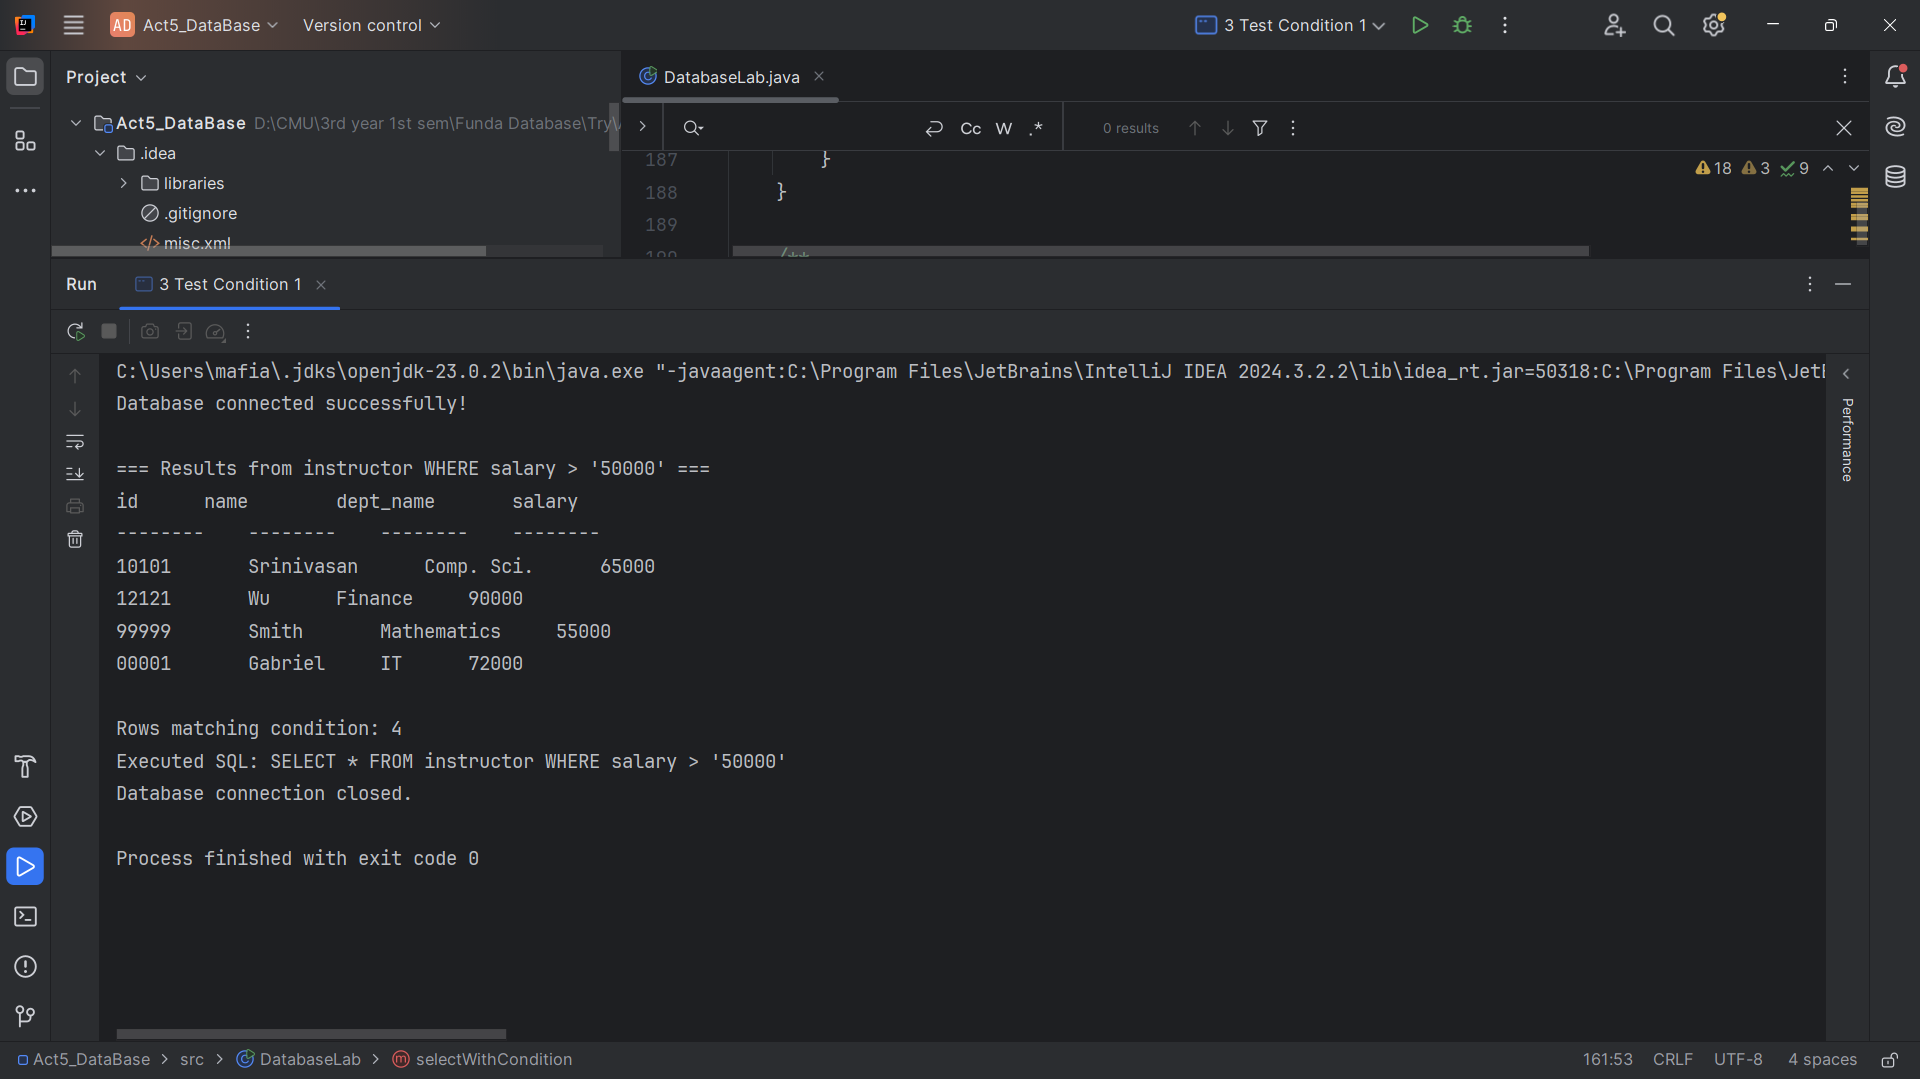 AD Act5_DataBase Version control 3 Test Condition 1
Project
DatabaseLab.java
Act5_DataBase D:\CMU\3rd year 1st sem\Funda Database\Try\
.idea
libraries
.gitignore
misc.xml
Cc W .* 0 results
187 }
188 }
189
18 3 9
/**
Run 3 Test Condition 1
C:\Users\mafia\.jdks\openjdk-23.0.2\bin\java.exe "-javaagent:C:\Program Files\JetBrains\IntelliJ IDEA 2024.3.2.2\lib\idea_rt.jar=50318:C:\Program Files\Jet
Database connected successfully!
=== Results from instructor WHERE salary > '50000' ===
id name dept_name salary
-------- -------- -------- --------
10101 Srinivasan Comp. Sci. 65000
12121 Wu Finance 90000
99999 Smith Mathematics 55000
00001 Gabriel IT 72000
Rows matching condition: 4
Executed SQL: SELECT * FROM instructor WHERE salary > '50000'
Database connection closed.
Process finished with exit code 0
Performance
Act5_DataBase > src > DatabaseLab > selectWithCondition
161:53 CRLF UTF-8 4 spaces